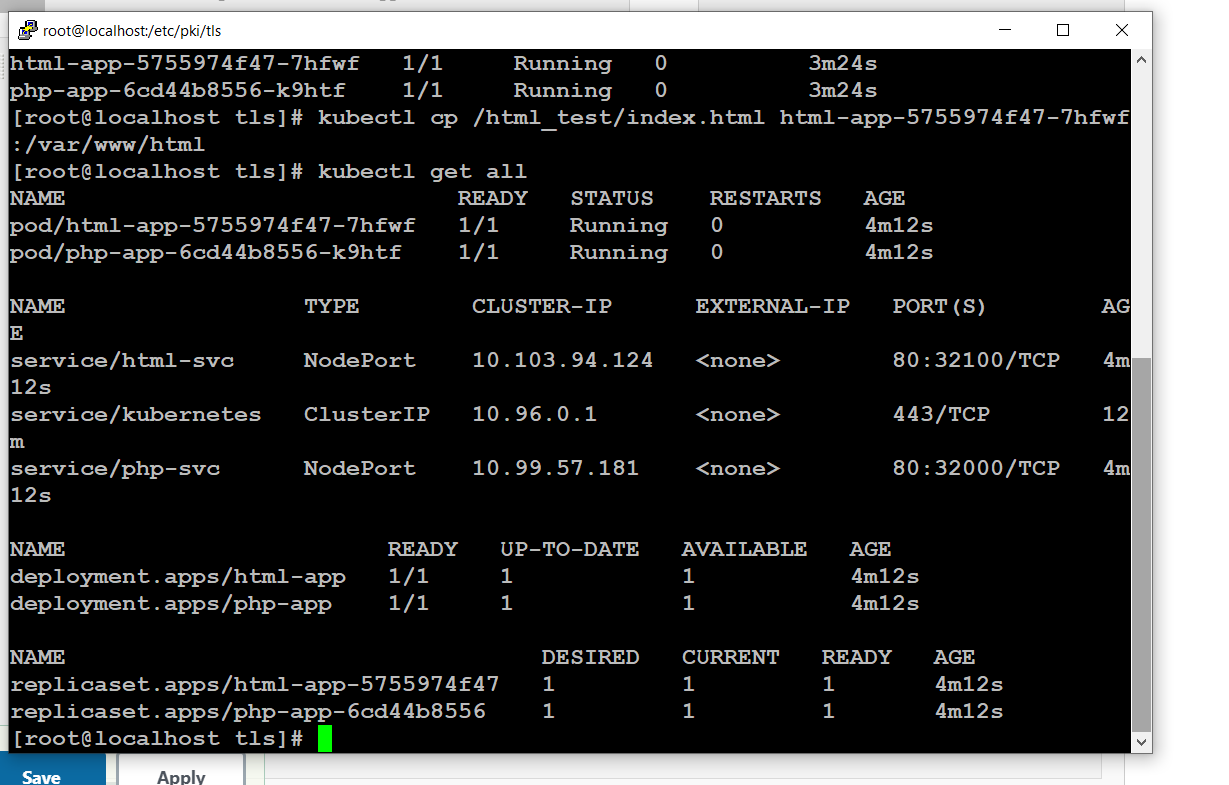 root@localhost:/etc/pki/tls
html-app-5755974f47-7hfwf   1/1     Running   0          3m24s
php-app-6cd44b8556-k9htf    1/1     Running   0          3m24s
[root@localhost tls]# kubectl cp /html_test/index.html html-app-5755974f47-7hfwf
:/var/www/html
[root@localhost tls]# kubectl get all
NAME                            READY   STATUS    RESTARTS   AGE
pod/html-app-5755974f47-7hfwf   1/1     Running   0          4m12s
pod/php-app-6cd44b8556-k9htf    1/1     Running   0          4m12s
NAME                 TYPE        CLUSTER-IP      EXTERNAL-IP   PORT(S)        AG
E
service/html-svc     NodePort    10.103.94.124   <none>        80:32100/TCP   4m
12s
service/kubernetes   ClusterIP   10.96.0.1       <none>        443/TCP        12
m
service/php-svc      NodePort    10.99.57.181    <none>        80:32000/TCP   4m
12s
NAME                       READY   UP-TO-DATE   AVAILABLE   AGE
deployment.apps/html-app   1/1     1            1           4m12s
deployment.apps/php-app    1/1     1            1           4m12s
NAME                                  DESIRED   CURRENT   READY   AGE
replicaset.apps/html-app-5755974f47   1         1         1       4m12s
replicaset.apps/php-app-6cd44b8556    1         1         1       4m12s
[root@localhost tls]#
Save Apply